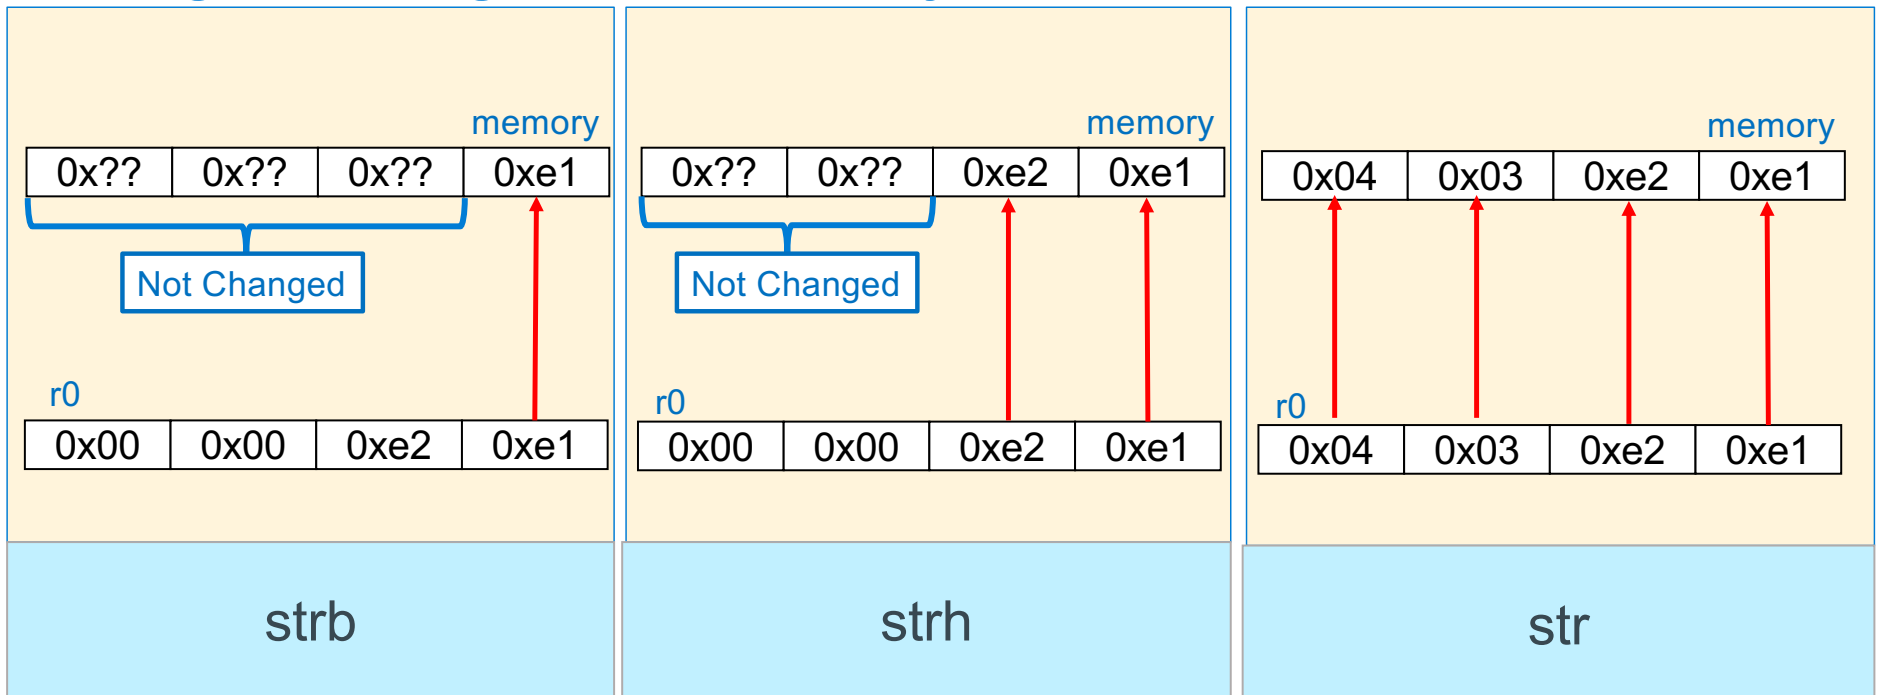 memory
0x?? 0x?? 0x?? 0xe1
Not Changed
r0
0x00 0x00 0xe2 0xe1
strb
memory
0x?? 0x?? 0xe2 0xe1
Not Changed
r0
0x00 0x00 0xe2 0xe1
strh
memory
0x04 0x03 0xe2 0xe1
r0
0x04 0x03 0xe2 0xe1
str